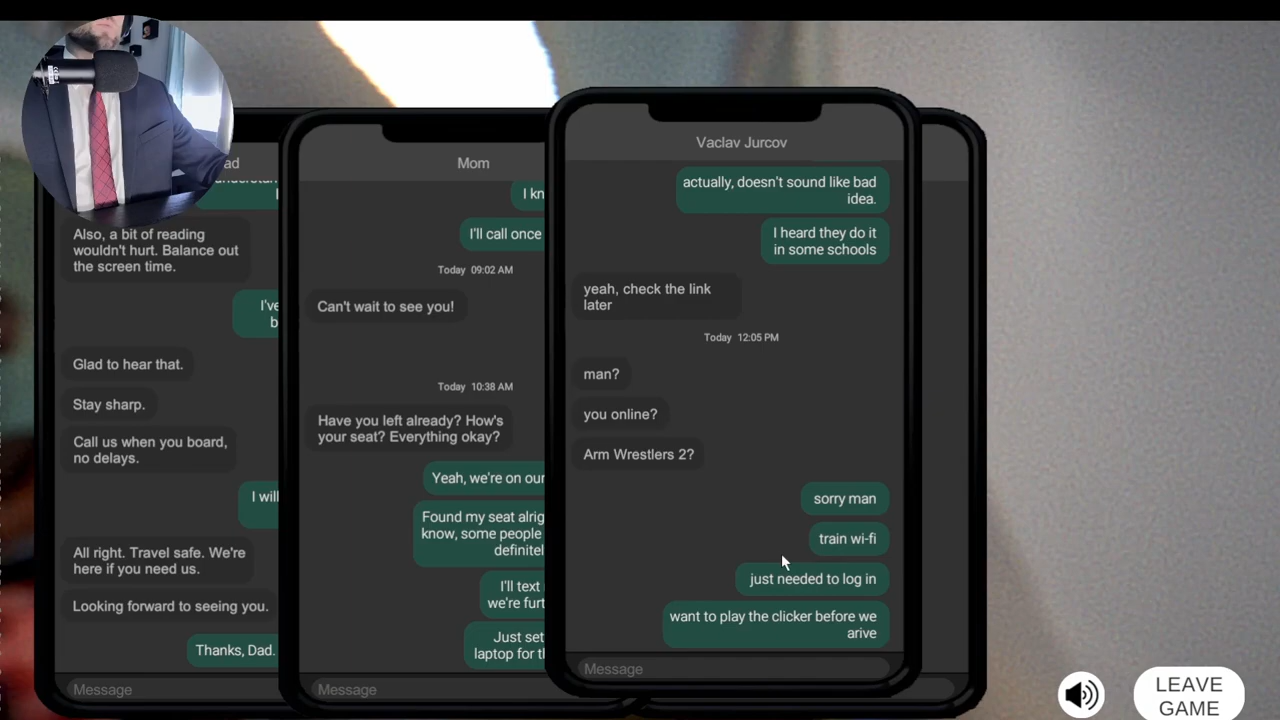 ad
Also, a bit of reading
wouldn't hurt. Balance out
the screen time.
I've
b
Glad to hear that.
Stay sharp.
Call us when you board,
no delays.
I will
All right. Travel safe. We're
here if you need us.
Looking forward to seeing you.
Thanks, Dad.
Message
Mom
I kn
I'll call once
Today 09:02 AM
Can't wait to see you!
Today 10:38 AM
Have you left already? How's
your seat? Everything okay?
Yeah, we're on our
Found my seat alrig
know, some people
definitel
I'll text
we're furt
Just set
laptop for th
Message
Vaclav Jurcov
actually, doesn't sound like bad
idea.
I heard they do it
in some schools
yeah, check the link
later
Today 12:05 PM
man?
you online?
Arm Wrestlers 2?
sorry man
train wi-fi
just needed to log in
want to play the clicker before we
arive
Message
LEAVE
GAME